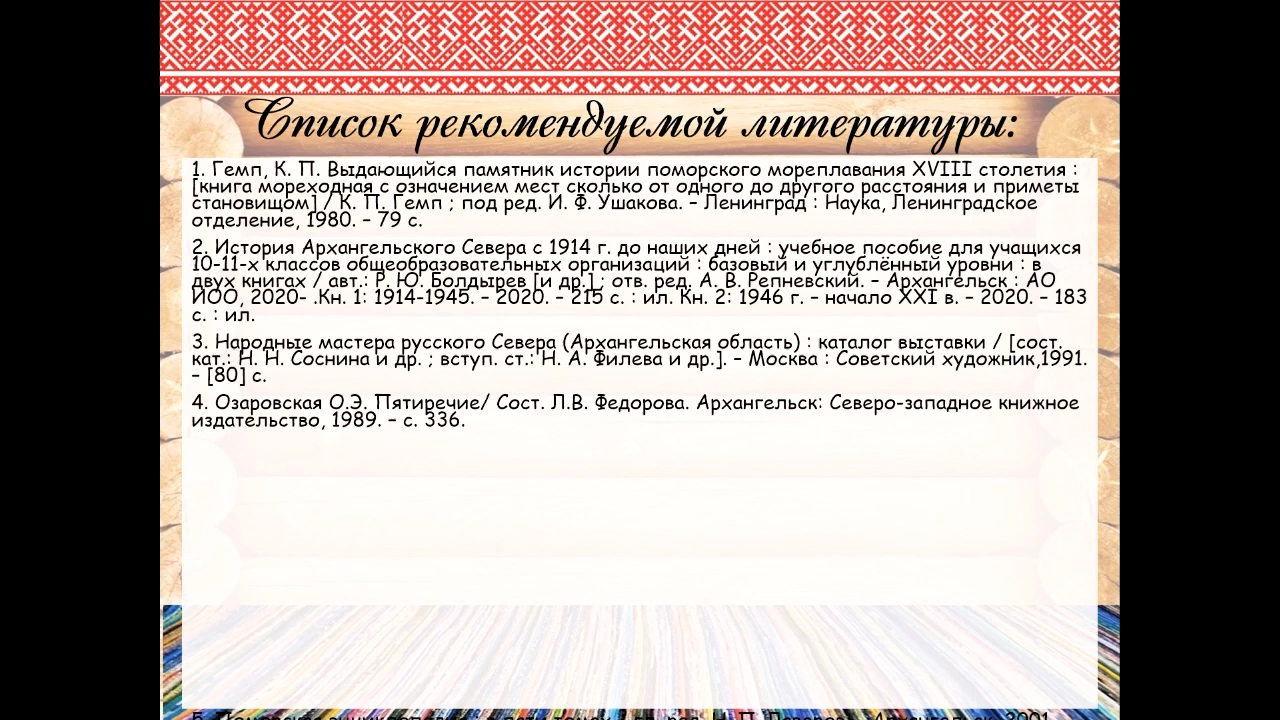 Список рекомендуемой литературы:
1. Гемп, К. П. Выдающийся памятник истории поморского мореплавания XVIII столетия :
[книга мореходная с означением мест сколько от одного до другого расстояния и приметы
становищом] / К. П. Гемп ; под ред. И. Ф. Ушакова. – Ленинград : Наука, Ленинградское
отделение, 1980. – 79 с.
2. История Архангельского Севера с 1914 г. до наших дней : учебное пособие для учащихся
10-11-х классов общеобразовательных организаций : базовый и углублённый уровни : в
двух книгах / авт.: Р. Ю. Болдырев [и др.] ; отв. ред. А. В. Репневский. – Архангельск : АО
ИОО, 2020- .Кн. 1: 1914-1945. – 2020. – 215 с. : ил. Кн. 2: 1946 г. – начало XXI в. – 2020. – 183
с. : ил.
3. Народные мастера русского Севера (Архангельская область) : каталог выставки / [сост.
кат.: Н. Н. Соснина и др. ; вступ. ст.: Н. А. Филева и др.]. – Москва : Советский художник,1991.
– [80] с.
4. Озаровская О.Э. Пятиречие/ Сост. Л.В. Федорова. Архангельск: Северо-западное книжное
издательство, 1989. – с. 336.